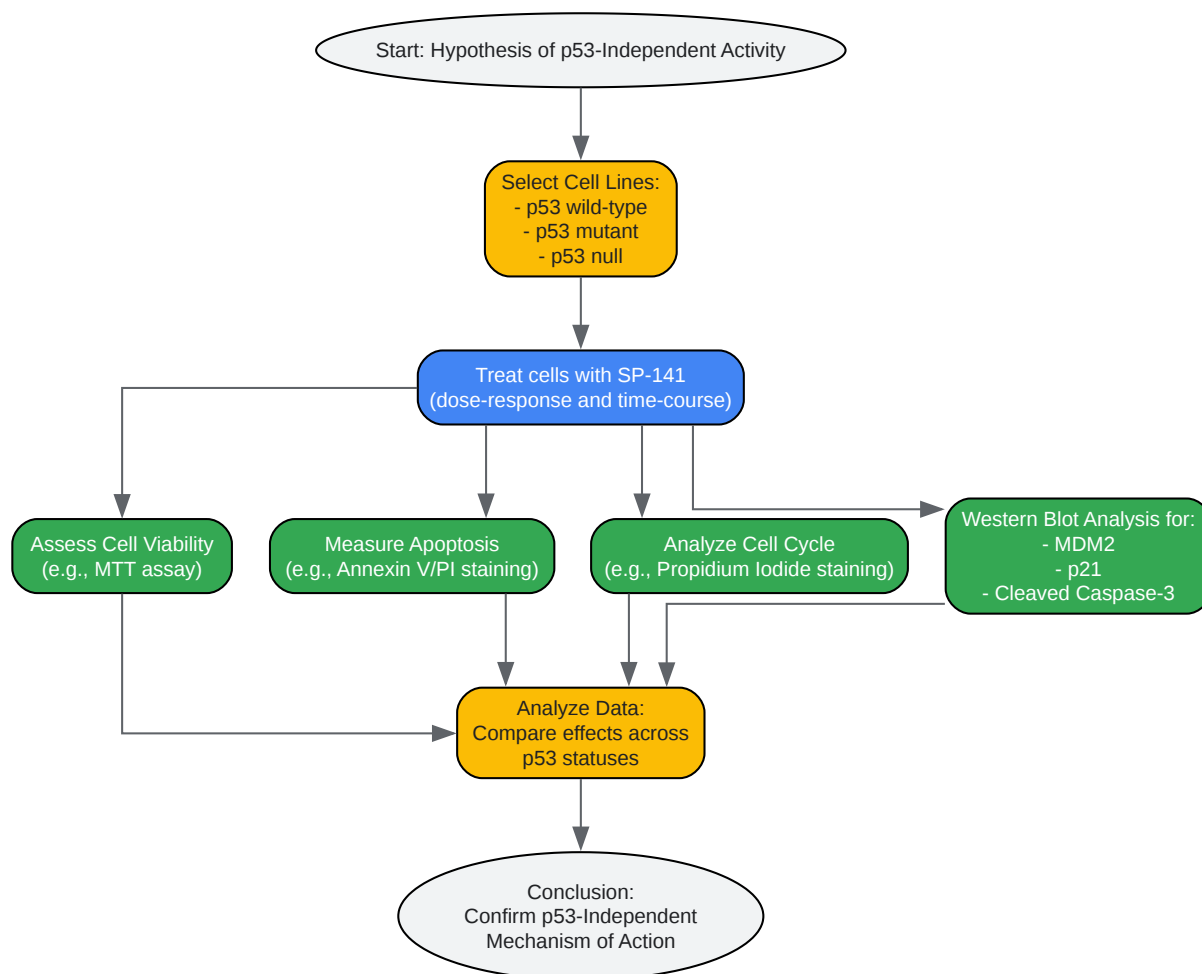 Start: Hypothesis of p53-Independent Activity
Select Cell Lines:
- p53 wild-type
- p53 mutant
- p53 null
Treat cells with SP-141
(dose-response and time-course)
Assess Cell Viability
(e.g., MTT assay)
Measure Apoptosis
(e.g., Annexin V/PI staining)
Analyze Cell Cycle
(e.g., Propidium Iodide staining)
Western Blot Analysis for:
- MDM2
- p21
- Cleaved Caspase-3
Analyze Data:
Compare effects across
p53 statuses
Conclusion:
Confirm p53-Independent
Mechanism of Action